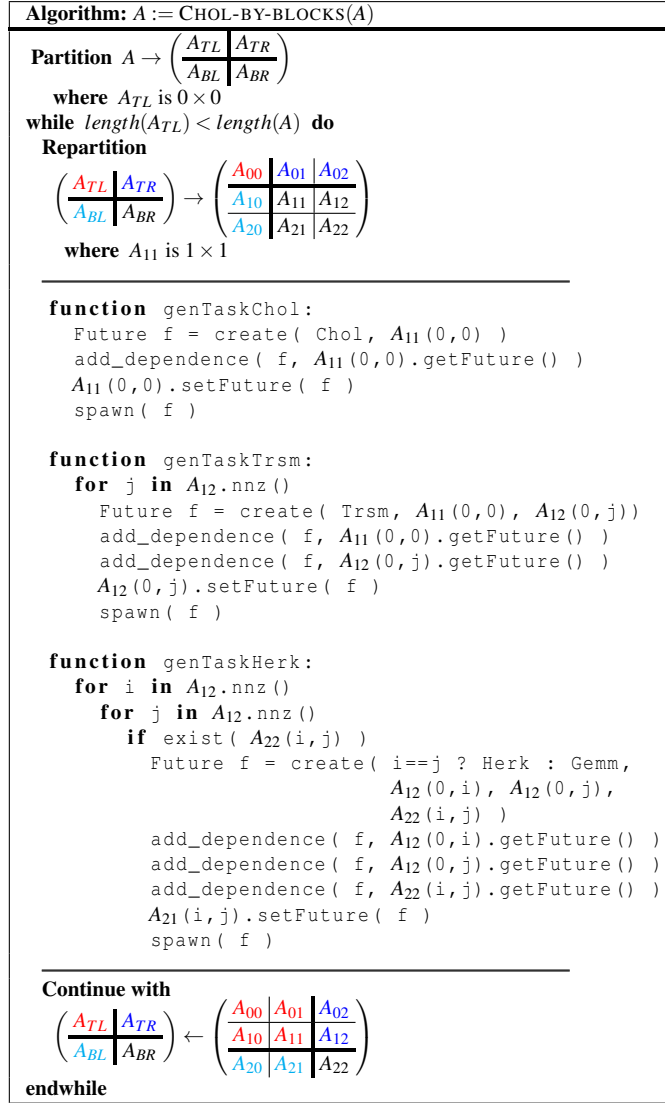 Algorithm: A := CHOL-BY-BLOCKS(A)
Partition A → ( A_TL A_TR
A_BL A_BR )
where A_TL is 0 × 0
while length(A_TL) < length(A) do
Repartition
( A_TL A_TR
A_BL A_BR ) → ( A_00 A_01 A_02
A_10 A_11 A_12
A_20 A_21 A_22 )
where A_11 is 1 × 1
function genTaskChol:
Future f = create( Chol, A_11(0,0) )
add_dependence( f, A_11(0,0).getFuture() )
A_11(0,0).setFuture( f )
spawn( f )
function genTaskTrsm:
for j in A_12.nnz()
Future f = create( Trsm, A_11(0,0), A_12(0,j))
add_dependence( f, A_11(0,0).getFuture() )
add_dependence( f, A_12(0,j).getFuture() )
A_12(0,j).setFuture( f )
spawn( f )
function genTaskHerk:
for i in A_12.nnz()
for j in A_12.nnz()
if exist( A_22(i,j) )
Future f = create( i==j ? Herk : Gemm,
A_12(0,i), A_12(0,j),
A_22(i,j) )
add_dependence( f, A_12(0,i).getFuture() )
add_dependence( f, A_12(0,j).getFuture() )
add_dependence( f, A_22(i,j).getFuture() )
A_21(i,j).setFuture( f )
spawn( f )
Continue with
( A_TL A_TR
A_BL A_BR ) ← ( A_00 A_01 A_02
A_10 A_11 A_12
A_20 A_21 A_22 )
endwhile